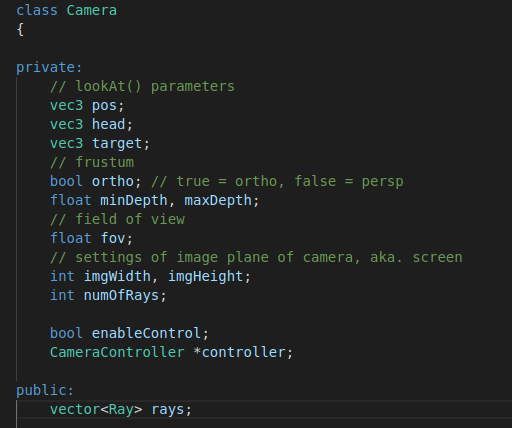 class Camera
{
private:
// lookAt() parameters
vec3 pos;
vec3 head;
vec3 target;
// frustum
bool ortho; // true = ortho, false = persp
float minDepth, maxDepth;
// field of view
float fov;
// settings of image plane of camera, aka. screen
int imgWidth, imgHeight;
int numOfRays;
bool enableControl;
CameraController *controller;
public:
vector<Ray> rays;